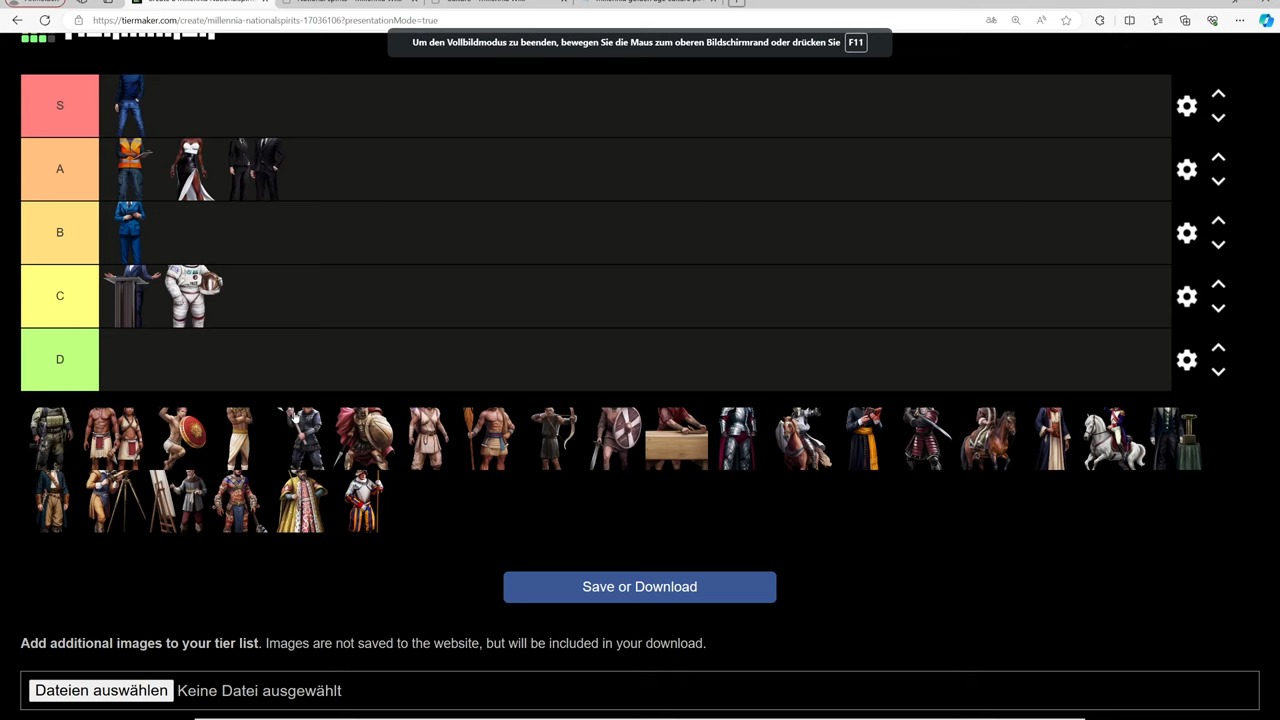 https://tiermaker.com/create/millennia-nationalspirits-17036106?presentationMode=true
Um den Vollbildmodus zu beenden, bewegen Sie die Maus zum oberen Bildschirmrand oder drücken Sie F11
S
A
B
C
D
Save or Download
Add additional images to your tier list. Images are not saved to the website, but will be included in your download.
Dateien auswählen Keine Datei ausgewählt